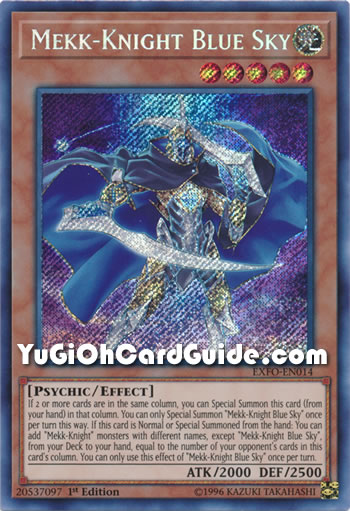 MEKK-KNIGHT BLUE SKY
YuGiOhCardGuide.com
EXFO-EN014
[PSYCHIC/EFFECT]
If 2 or more cards are in the same column, you can Special Summon this card (from
your hand) in that column. You can only Special Summon "Mekk-Knight Blue Sky" once
per turn this way. If this card is Normal or Special Summoned from the hand: You can
add "Mekk-Knight" monsters with different names, except "Mekk-Knight Blue Sky",
from your Deck to your hand, equal to the number of your opponent's cards in this
card's column. You can only use this effect of "Mekk-Knight Blue Sky" once per turn.
ATK/2000 DEF/2500
20537097 1st Edition ©1996 KAZUKI TAKAHASHI